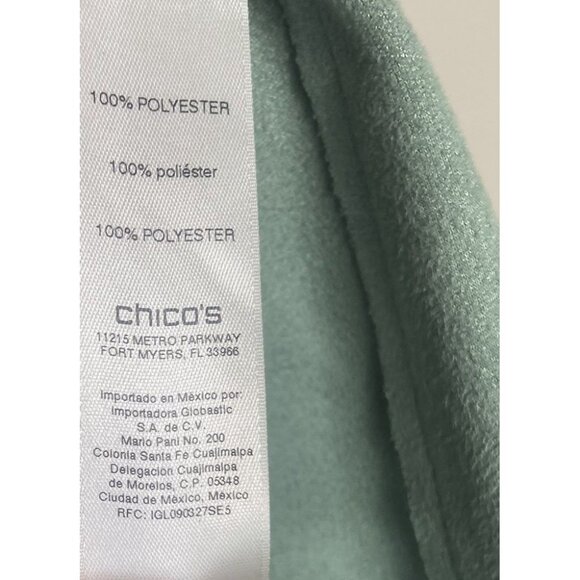 100% POLYESTER
100% poliéster
100% POLYESTER
chico's
11215 METRO PARKWAY
FORT MYERS, FL 33966
Importado en México por:
Importadora Globastic
S.A. de C.V.
Mario Pani No. 200
Colonia Santa Fe Cuajimalpa
Delegacion Cuajimalpa
de Morelos, C.P. 05348
Ciudad de México, México
RFC: IGL090327SE5